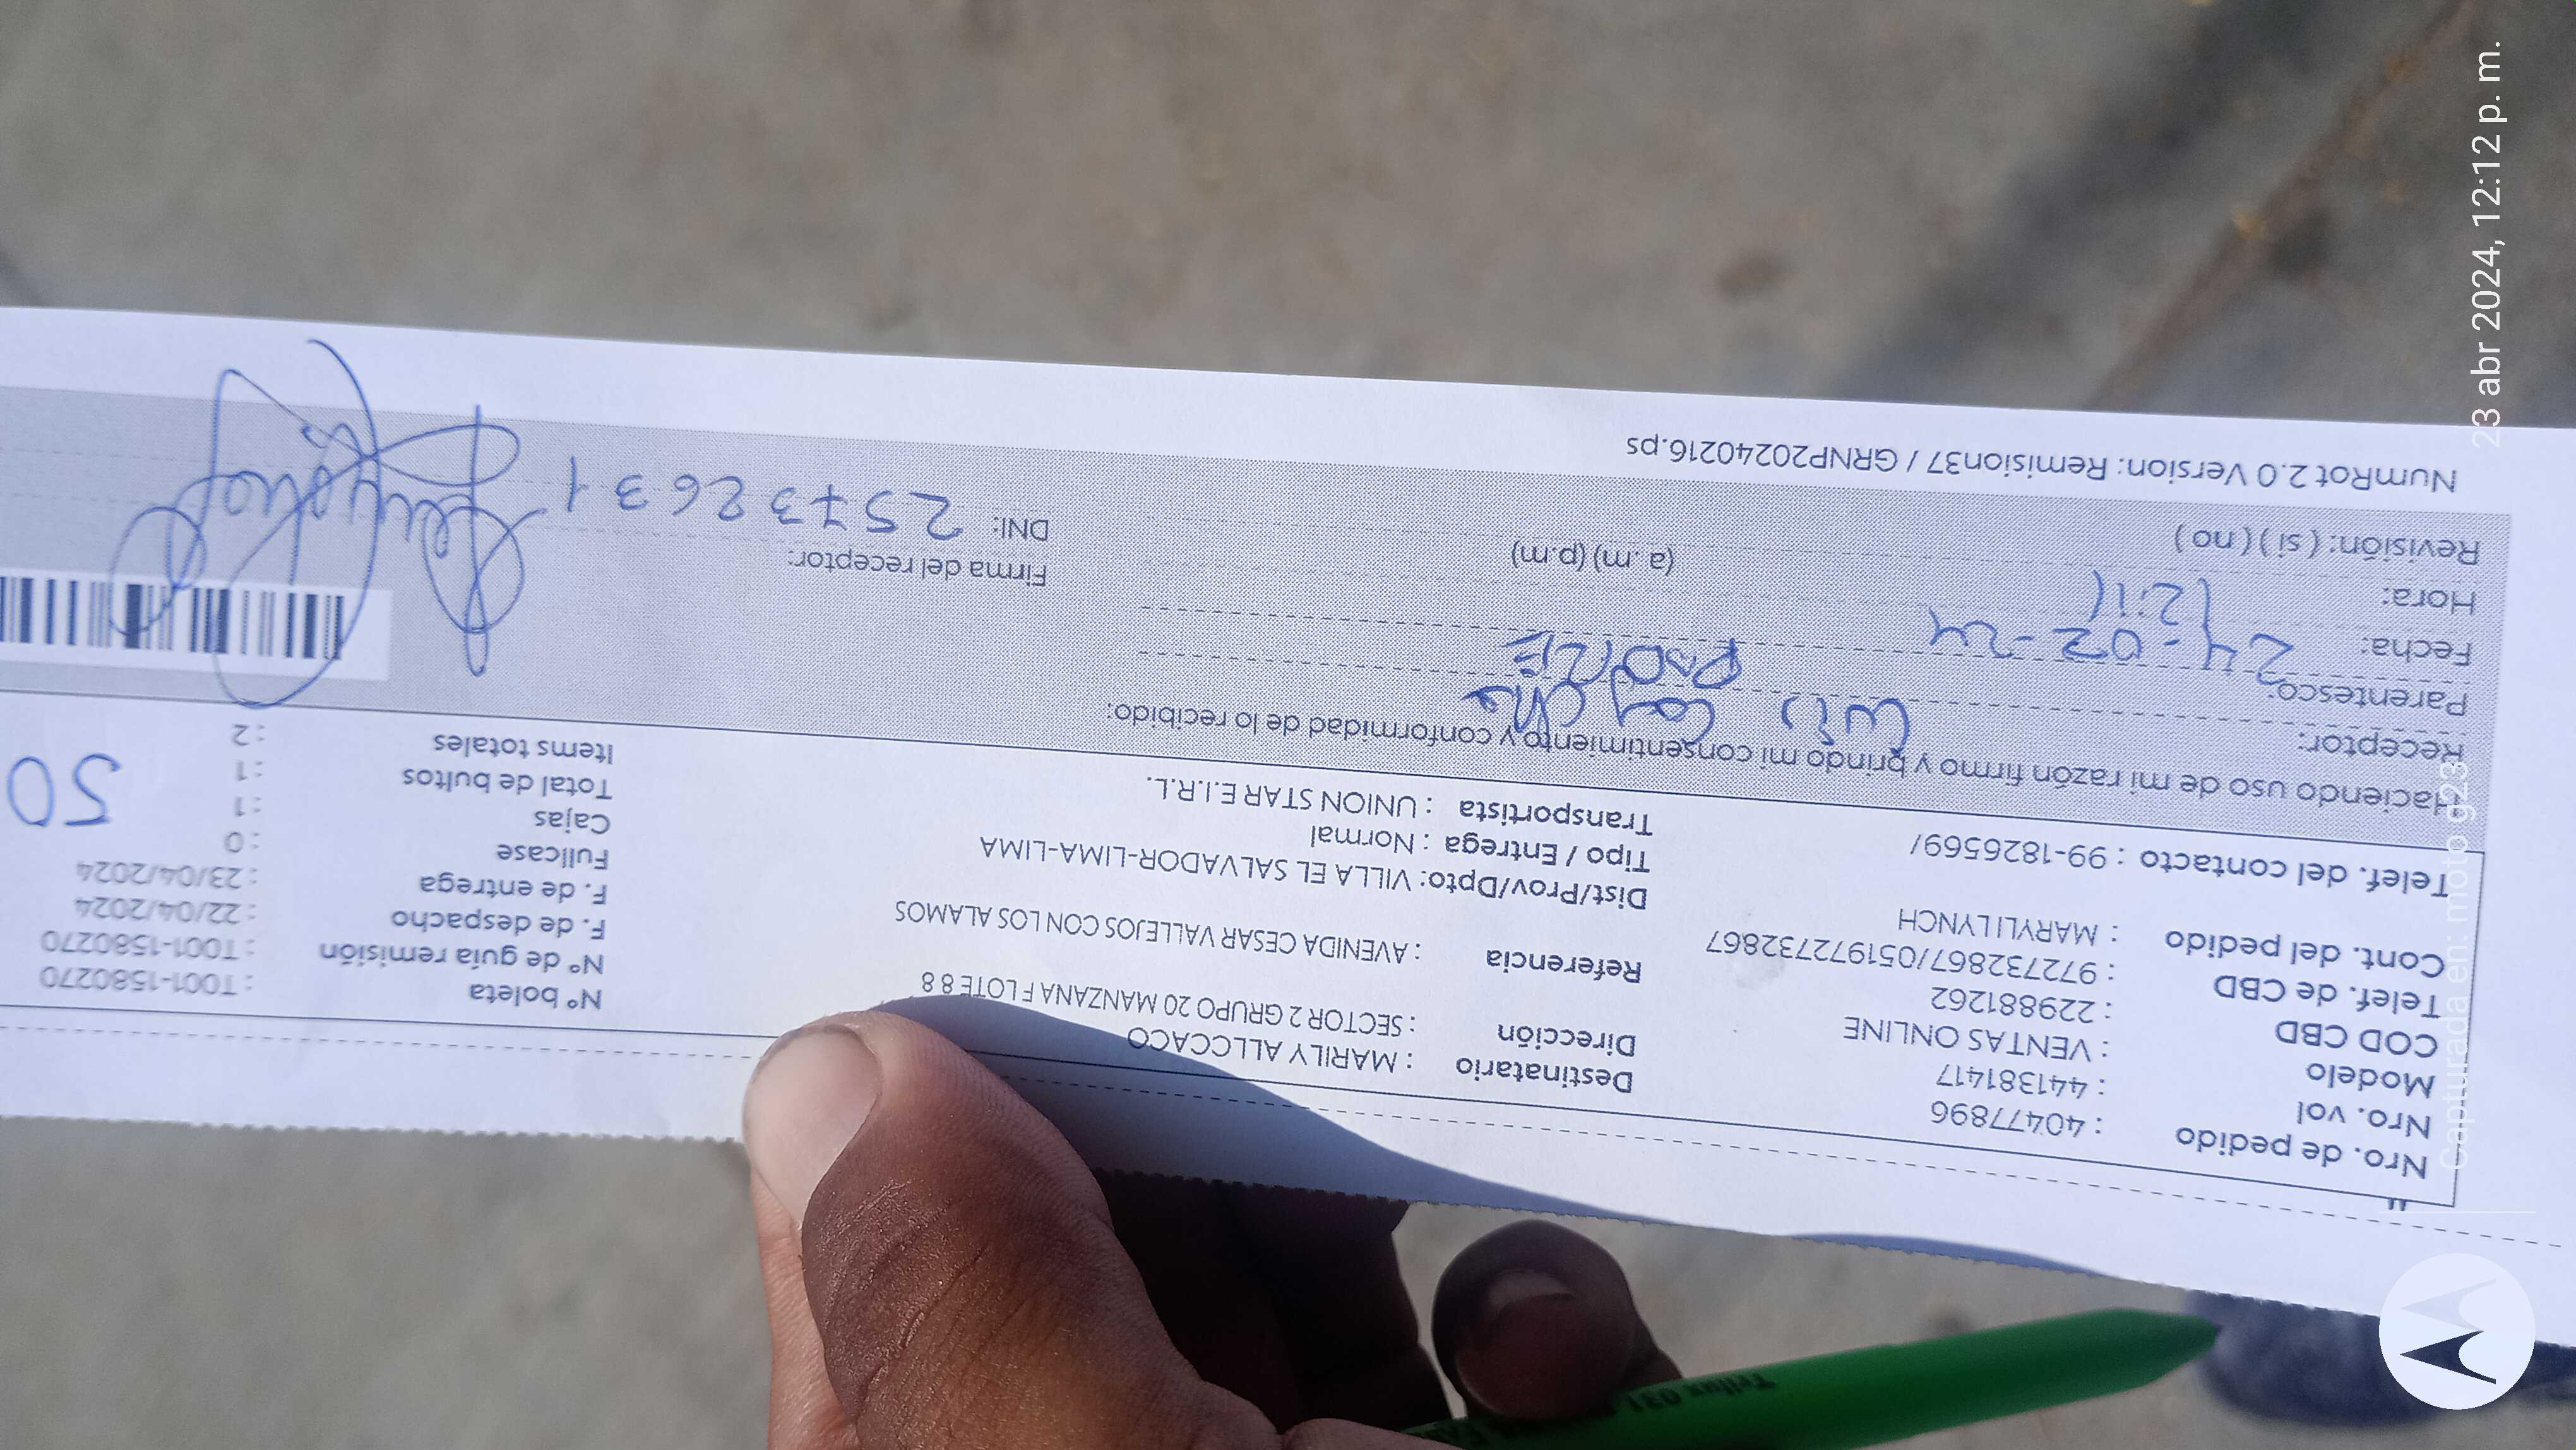 Nro. de pedido : 40477896
Nro. vol : 441381417
Modelo : VENTAS ONLINE
COD CBD : 229881262
Telef. de CBD : 972732867/051972732867
Cont. del pedido : MARYLI LYNCH
Telef. del contacto : 99-1826569/
Destinatario : MARILY ALLCCACO
Dirección : SECTOR 2 GRUPO 20 MANZANA F LOTE 8 8
Referencia : AVENIDA CESAR VALLEJOS CON LOS ALAMOS
Dist/Prov/Dpto: VILLA EL SALVADOR-LIMA-LIMA
Tipo / Entrega : Normal
Transportista : UNION STAR E.I.R.L.
N° boleta : T001-1580270
N° de guía remisión : T001-1580270
F. de despacho : 22/04/2024
F. de entrega : 23/04/2024
Fullcase : 0
Cajas : 1
Total de bultos : 1
Items totales : 2
50
Haciendo uso de mi razón firmo y brindo mi consentimiento y conformidad de lo recibido:
Receptor: Luis
Parentesco: PADRE
Fecha: 24-02-24
Hora: (a. m) (p.m)
Revisión: ( si ) ( no )
Firma del receptor:
DNI: 25732631
NumRot 2.0 Version: Remision37 / GRNP20240216.ps
Capturada en: moto g23
23 abr 2024, 12:12 p. m.